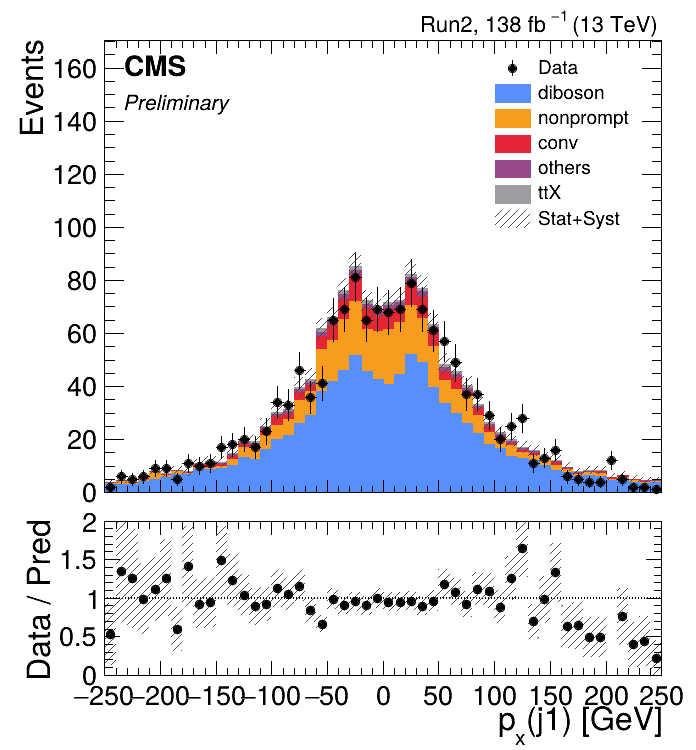 Run2, 138 fb⁻¹ (13 TeV)
CMS
Preliminary
Events
160
140
120
100
80
60
40
20
0
Data
diboson
nonprompt
conv
others
ttX
Stat+Syst
Data / Pred
2
1.5
1
0.5
0
−250 −200 −150 −100 −50 0 50 100 150 200 250
pₓ(j1) [GeV]